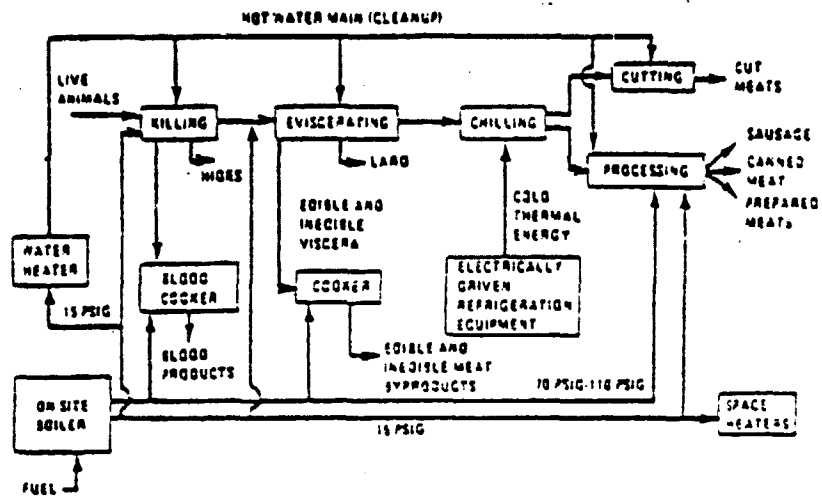 HOT WATER MAIN (CLEANUP)
LIVE
ANIMALS
KILLING
EVISCERATING
CHILLING
CUTTING
CUT
MEATS
HIDES
LARD
PROCESSING
SAUSAGE
CANNED
MEAT
PREPARED
MEATS
EDIBLE AND
INEDIBLE
VISCERA
COLD
THERMAL
ENERGY
WATER
HEATER
BLOOD
COOKER
COOKER
ELECTRICALLY
DRIVEN
REFRIGERATION
EQUIPMENT
15 PSIG
BLOOD
PRODUCTS
EDIBLE AND
INEDIBLE MEAT
BYPRODUCTS
70 PSIG-110 PSIG
ON SITE
BOILER
15 PSIG
SPACE
HEATERS
FUEL